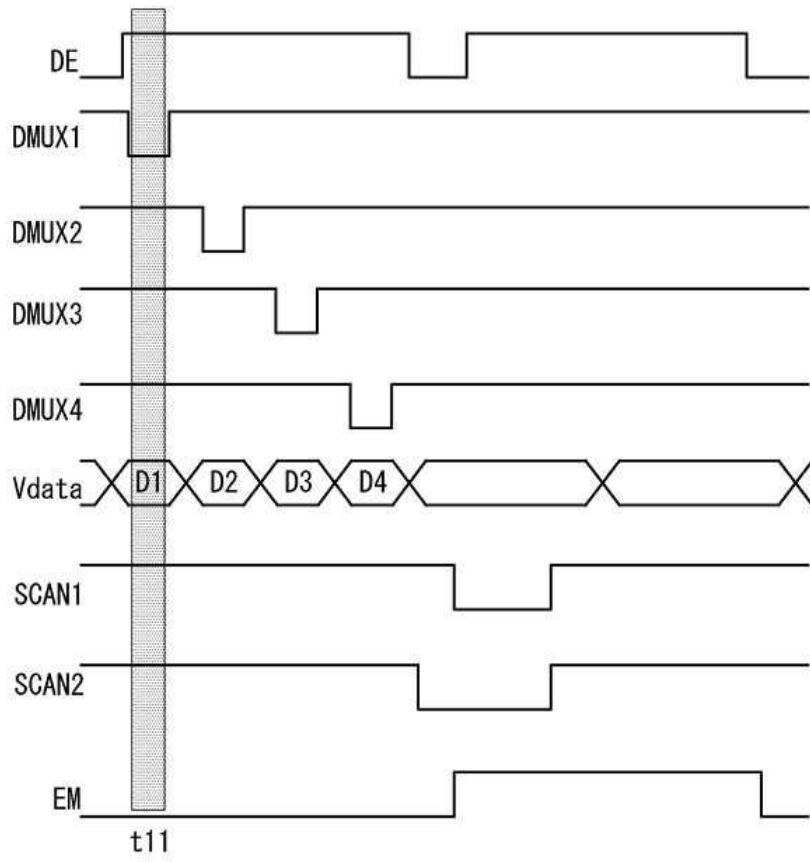 DE
DMUX1
DMUX2
DMUX3
DMUX4
Vdata D1 D2 D3 D4
SCAN1
SCAN2
EM
t11